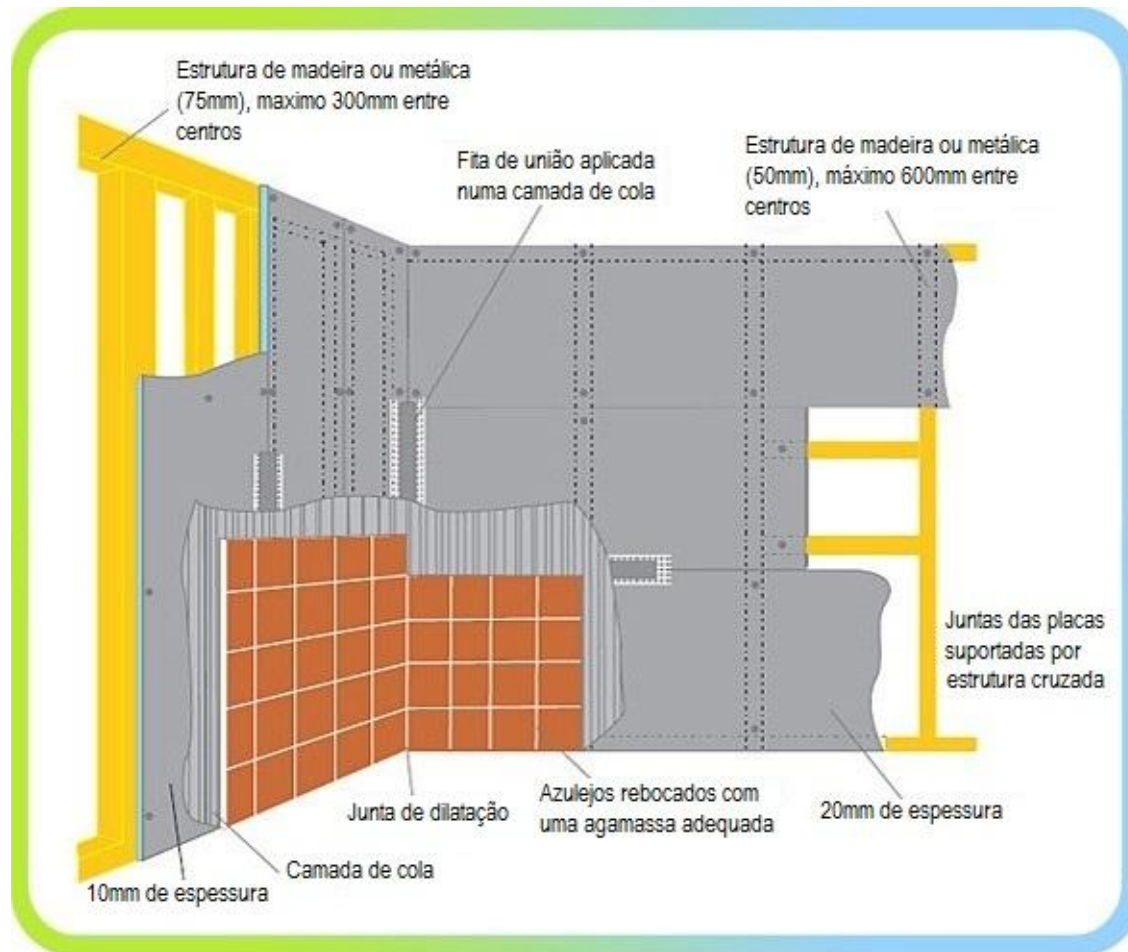 Estrutura de madeira ou metálica
(75mm), maximo 300mm entre
centros
Fita de união aplicada
numa camada de cola
Estrutura de madeira ou metálica
(50mm), máximo 600mm entre
centros
Juntas das placas
suportadas por
estrutura cruzada
Junta de dilatação
Azulejos rebocados com
uma agamassa adequada
20mm de espessura
Camada de cola
10mm de espessura